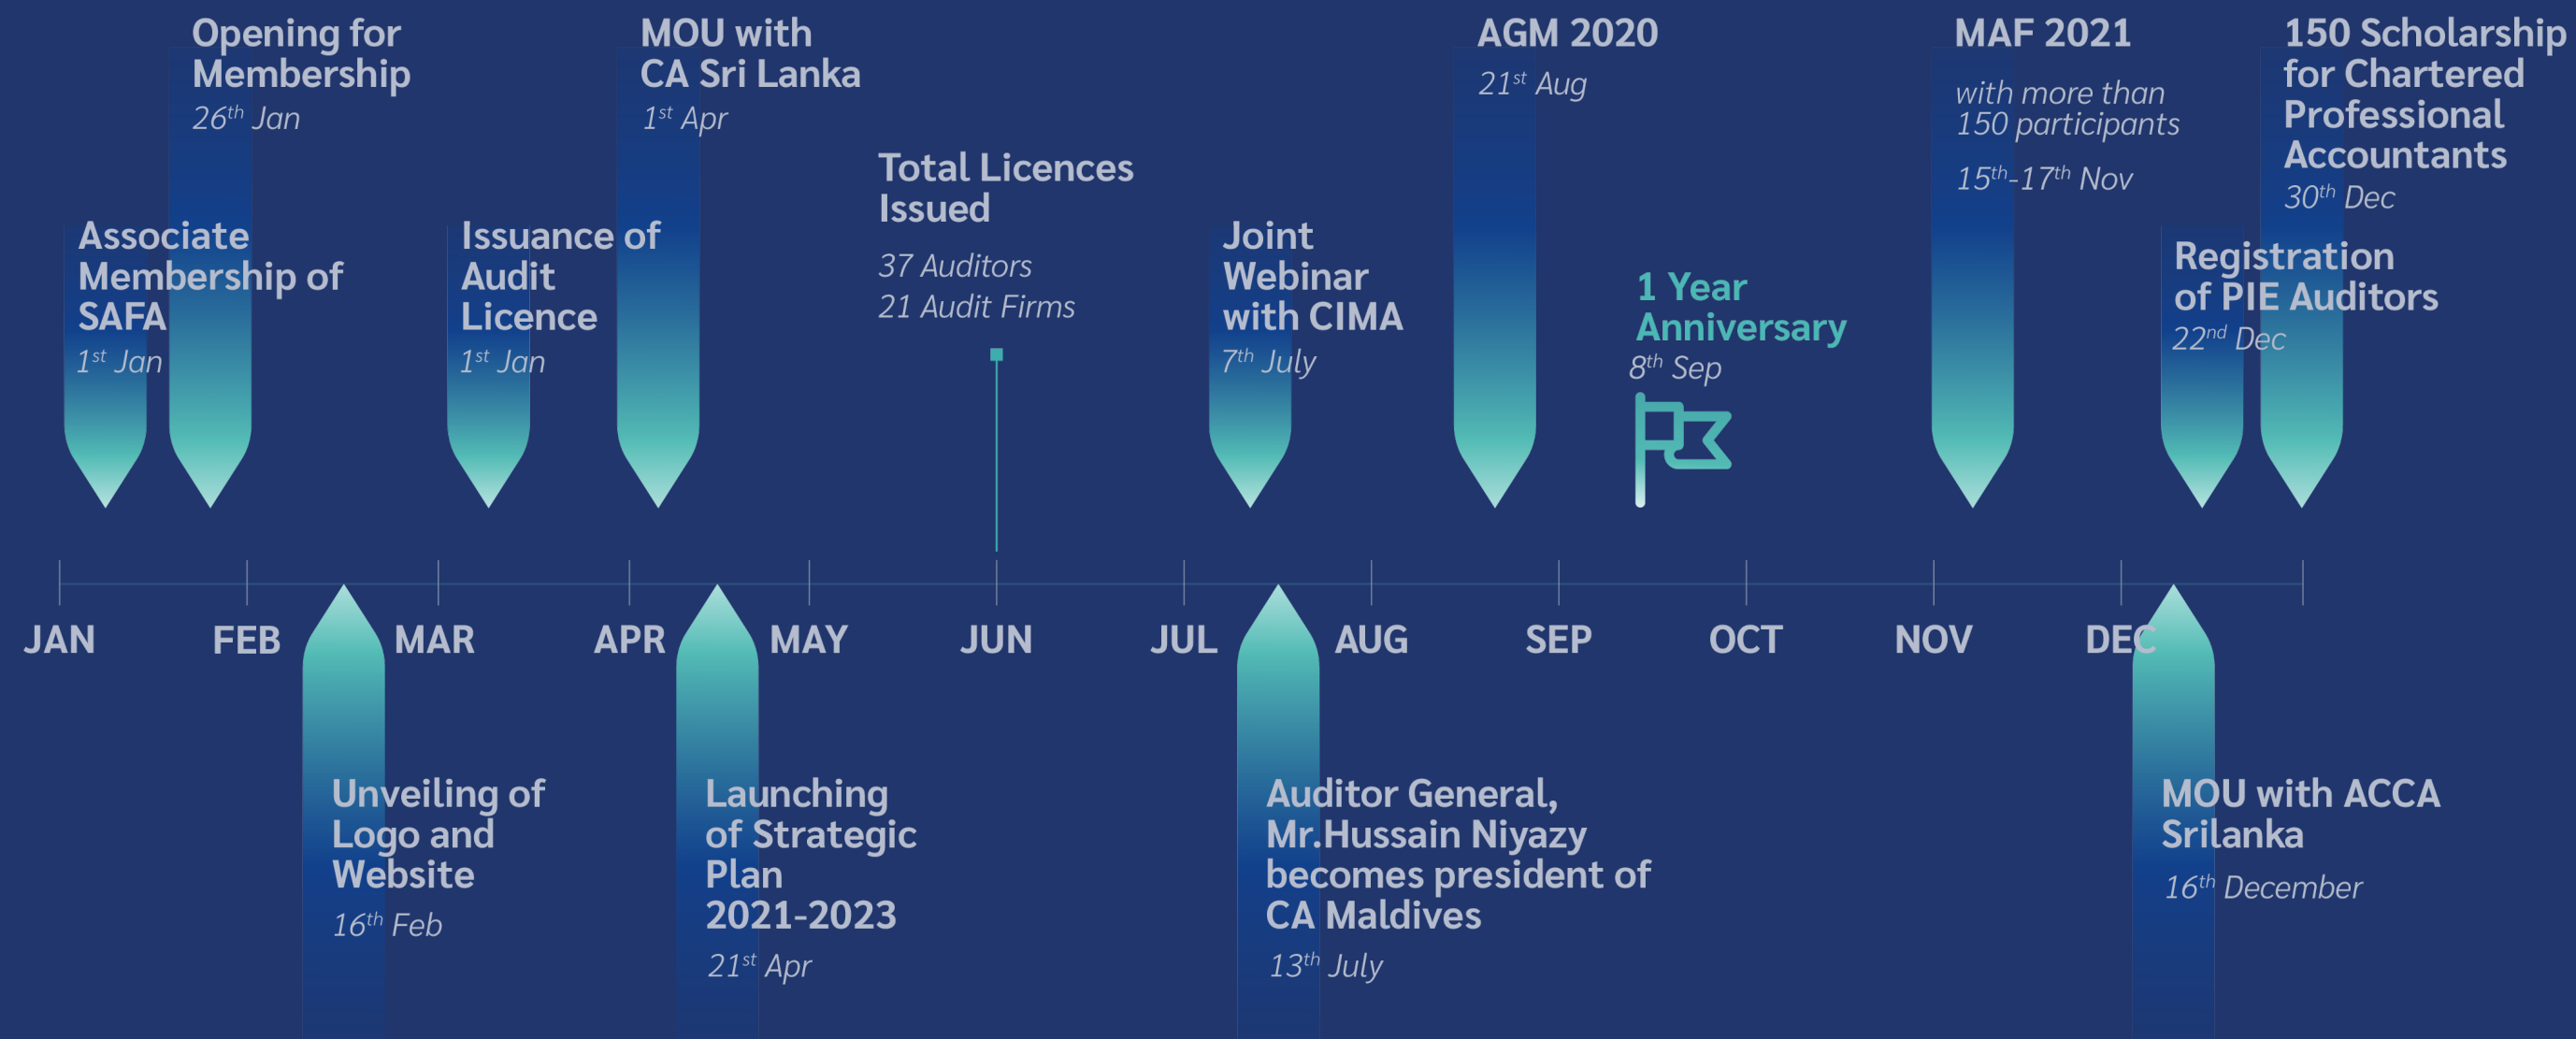 Opening for
Membership
26th Jan
MOU with
CA Sri Lanka
1st Apr
AGM 2020
21st Aug
MAF 2021
with more than
150 participants
15th-17th Nov
150 Scholarship
for Chartered
Professional
Accountants
30th Dec
Associate
Membership of
SAFA
1st Jan
Issuance of
Audit
Licence
1st Jan
Total Licences
Issued
37 Auditors
21 Audit Firms
Joint
Webinar
with CIMA
7th July
1 Year
Anniversary
8th Sep
Registration
of PIE Auditors
22nd Dec
JAN FEB MAR APR MAY JUN JUL AUG SEP OCT NOV DEC
Unveiling of
Logo and
Website
16th Feb
Launching
of Strategic
Plan
2021-2023
21st Apr
Auditor General,
Mr.Hussain Niyazy
becomes president of
CA Maldives
13th July
MOU with ACCA
Srilanka
16th December